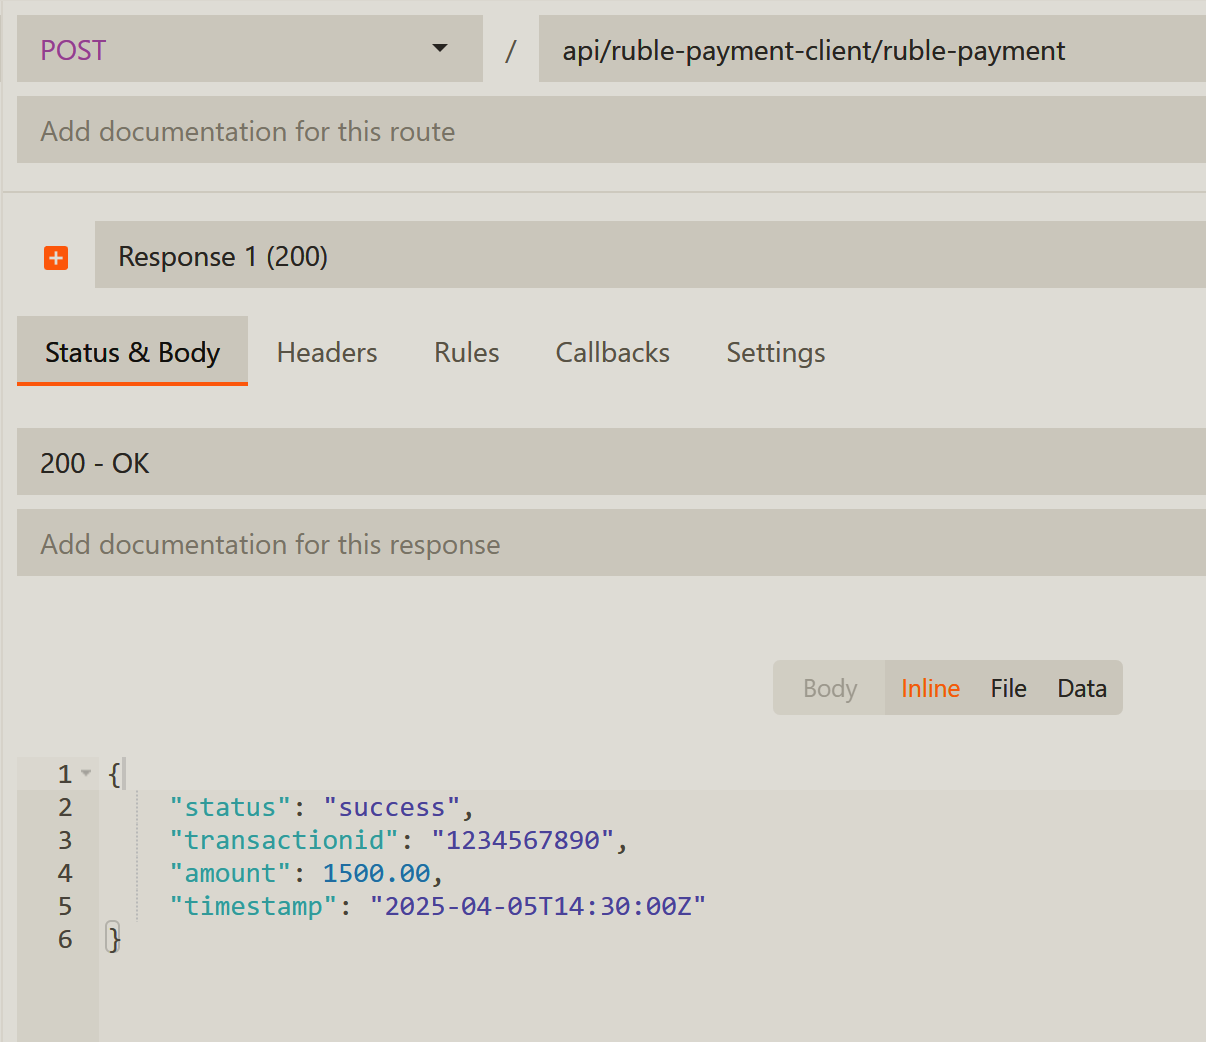 POST / api/ruble-payment-client/ruble-payment
Add documentation for this route
Response 1 (200)
Status & Body Headers Rules Callbacks Settings
200 - OK
Add documentation for this response
Body Inline File Data
1 {
2 "status": "success",
3 "transactionid": "1234567890",
4 "amount": 1500.00,
5 "timestamp": "2025-04-05T14:30:00Z"
6 }